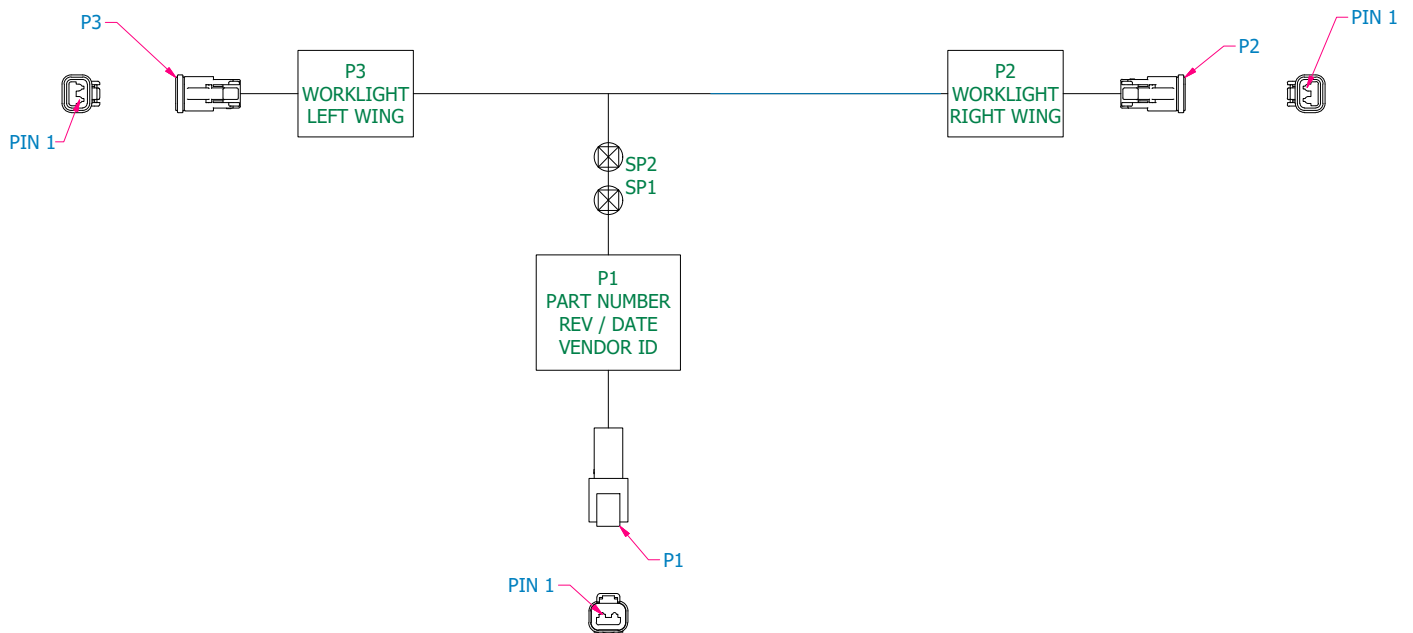 PIN 1
P3
P2
P3
WORKLIGHT
LEFT WING
P2
WORKLIGHT
RIGHT WING
PIN 1
SP2
SP1
P1
PART NUMBER
REV / DATE
VENDOR ID
P1
PIN 1